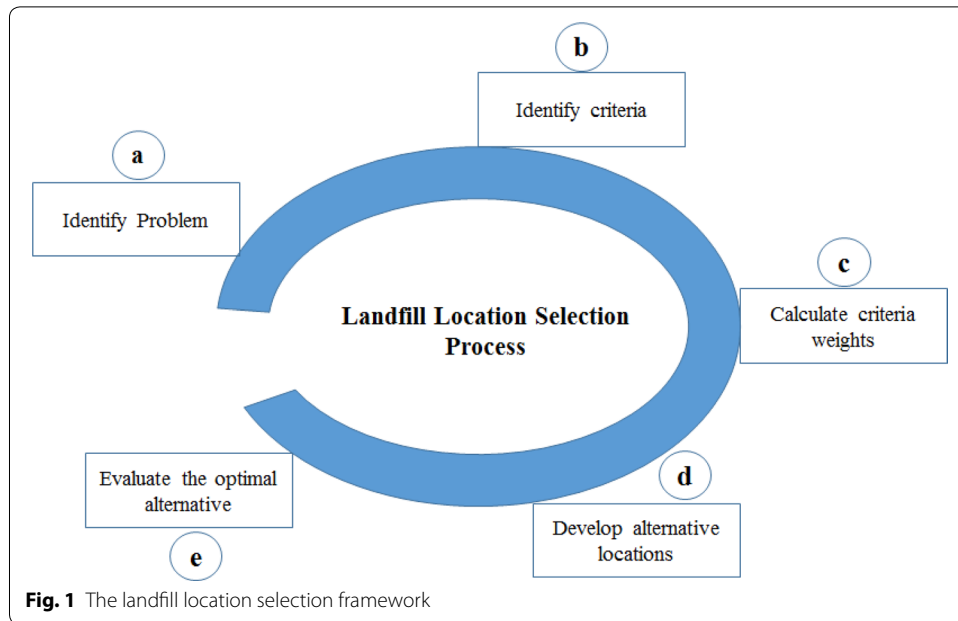 a
Identify Problem
b
Identify criteria
c
Calculate criteria
weights
d
Develop alternative
locations
Evaluate the optimal
alternative
e
Landfill Location Selection
Process
Fig. 1 The landfill location selection framework